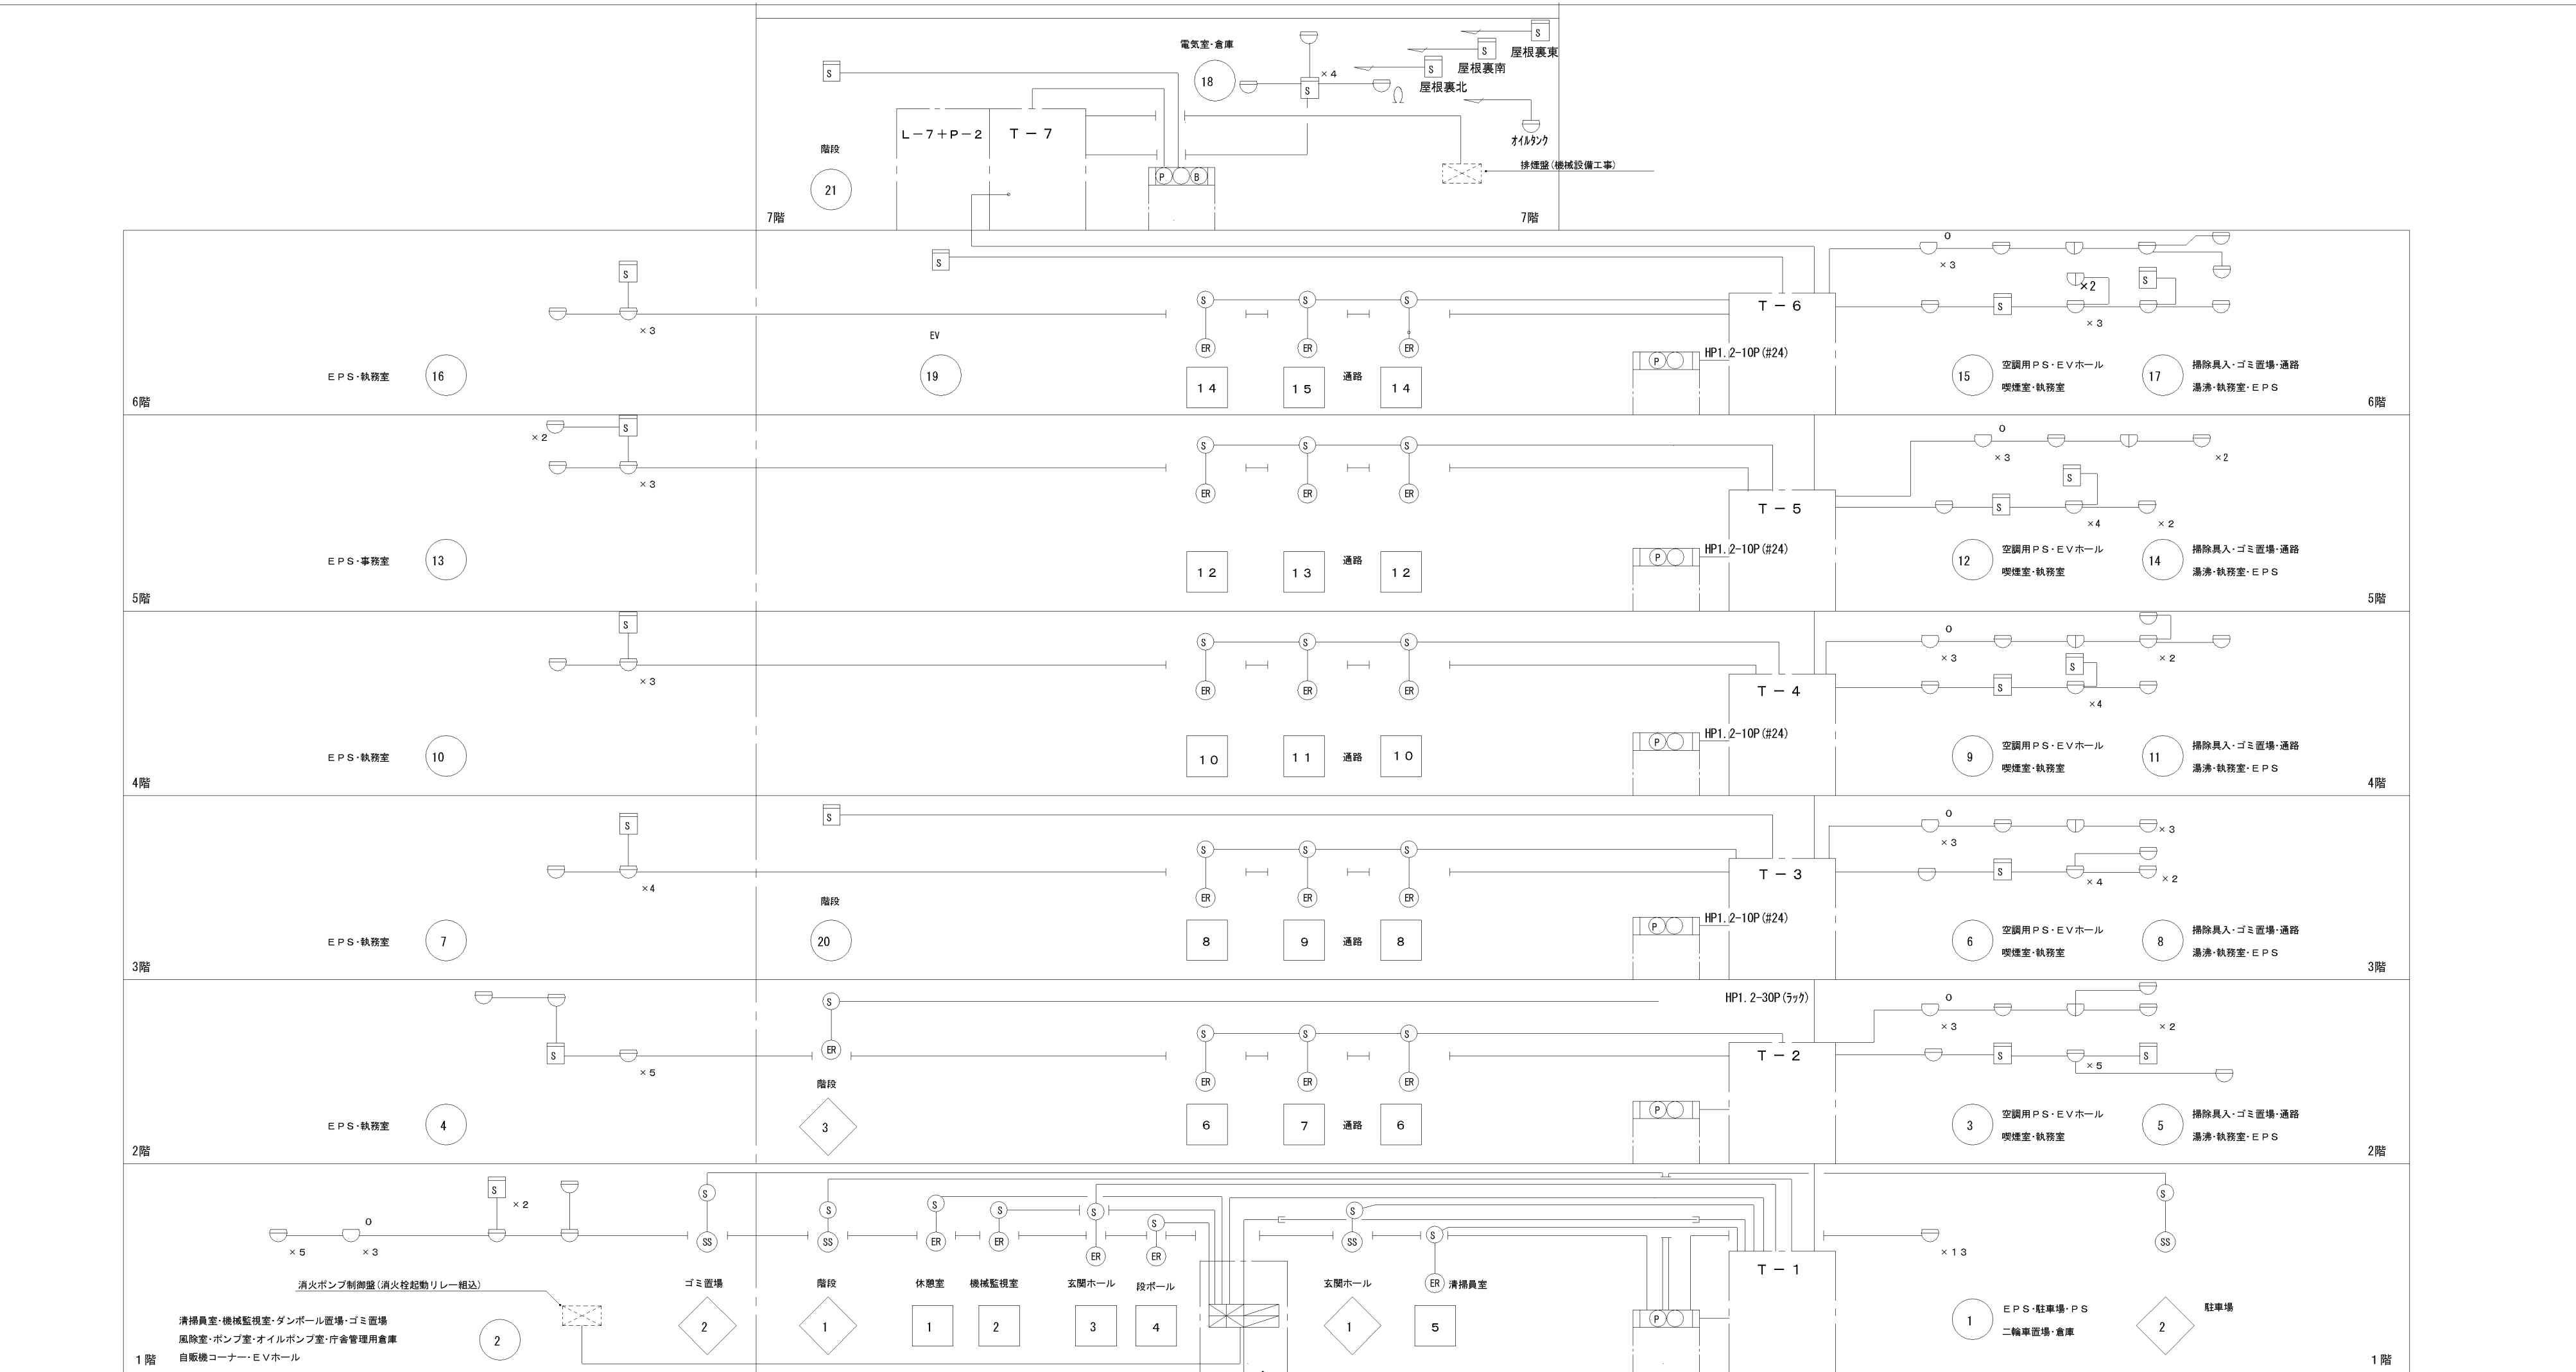 電気室・倉庫
18
S
×4
S
屋根裏東
S
屋根裏南
S
屋根裏北
S
オイルタンク
L－7＋P－2
T－7
階段
21
P
B
排煙盤(機械設備工事)
7階
7階
S
×3
EPS・執務室
16
6階
S
EV
19
S
S
S
ER
ER
ER
14
15
通路
14
T－6
P
HP1.2-10P(#24)
O
×3
×2
S
S
×3
15
空調用PS・EVホール
喫煙室・執務室
17
掃除具入・ゴミ置場・通路
湯沸・執務室・EPS
6階
×2
S
×3
EPS・事務室
13
5階
S
S
S
ER
ER
ER
12
13
通路
12
T－5
P
HP1.2-10P(#24)
O
×3
×2
S
S
×4
×2
12
空調用PS・EVホール
喫煙室・執務室
14
掃除具入・ゴミ置場・通路
湯沸・執務室・EPS
5階
S
×3
EPS・執務室
10
4階
S
S
S
ER
ER
ER
10
11
通路
10
T－4
P
HP1.2-10P(#24)
O
×3
×2
S
S
×4
9
空調用PS・EVホール
喫煙室・執務室
11
掃除具入・ゴミ置場・通路
湯沸・執務室・EPS
4階
S
×4
EPS・執務室
7
3階
S
階段
20
S
S
S
ER
ER
ER
8
9
通路
8
T－3
P
HP1.2-10P(#24)
O
×3
×3
S
×4
×2
6
空調用PS・EVホール
喫煙室・執務室
8
掃除具入・ゴミ置場・通路
湯沸・執務室・EPS
3階
S
×5
EPS・執務室
4
2階
S
ER
階段
3
S
S
S
ER
ER
ER
6
7
通路
6
HP1.2-30P(ラック)
T－2
P
O
×3
×2
S
×5
S
3
空調用PS・EVホール
喫煙室・執務室
5
掃除具入・ゴミ置場・通路
湯沸・執務室・EPS
2階
S
×2
O
×5
×3
消火ポンプ制御盤(消火栓起動リレー組込)
清掃員室・機械監視室・ダンボール置場・ゴミ置場
風除室・ポンプ室・オイルポンプ室・庁舎管理用倉庫
自販機コーナー・EVホール
2
1階
S
SS
ゴミ置場
2
S
SS
階段
1
S
ER
休憩室
1
S
ER
機械監視室
2
S
ER
玄関ホール
3
S
ER
段ボール
4
S
SS
玄関ホール
1
S
ER
清掃員室
5
T－1
P
×13
S
SS
1
EPS・駐車場・PS
二輪車置場・倉庫
2
駐車場
1階